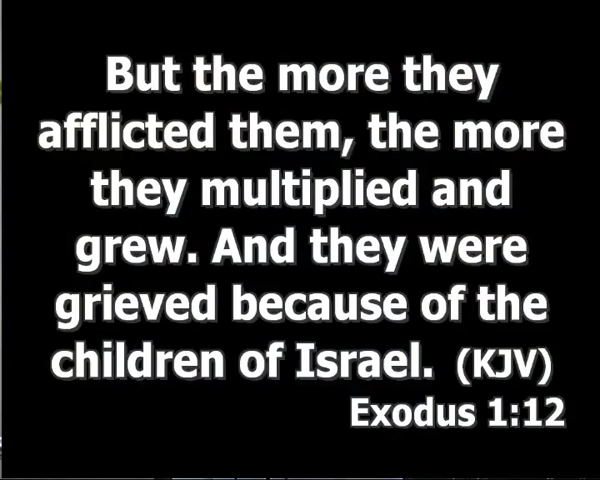 But the more they
afflicted them, the more
they multiplied and
grew. And they were
grieved because of the
children of Israel. (KJV)
Exodus 1:12